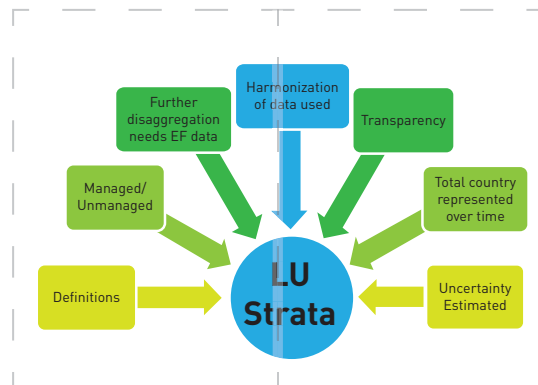 Harmonization
of data used
Further
disaggregation
needs EF data
Transparency
Managed/
Unmanaged
Total country
represented
over time
Definitions
LU
Strata
Uncertainty
Estimated